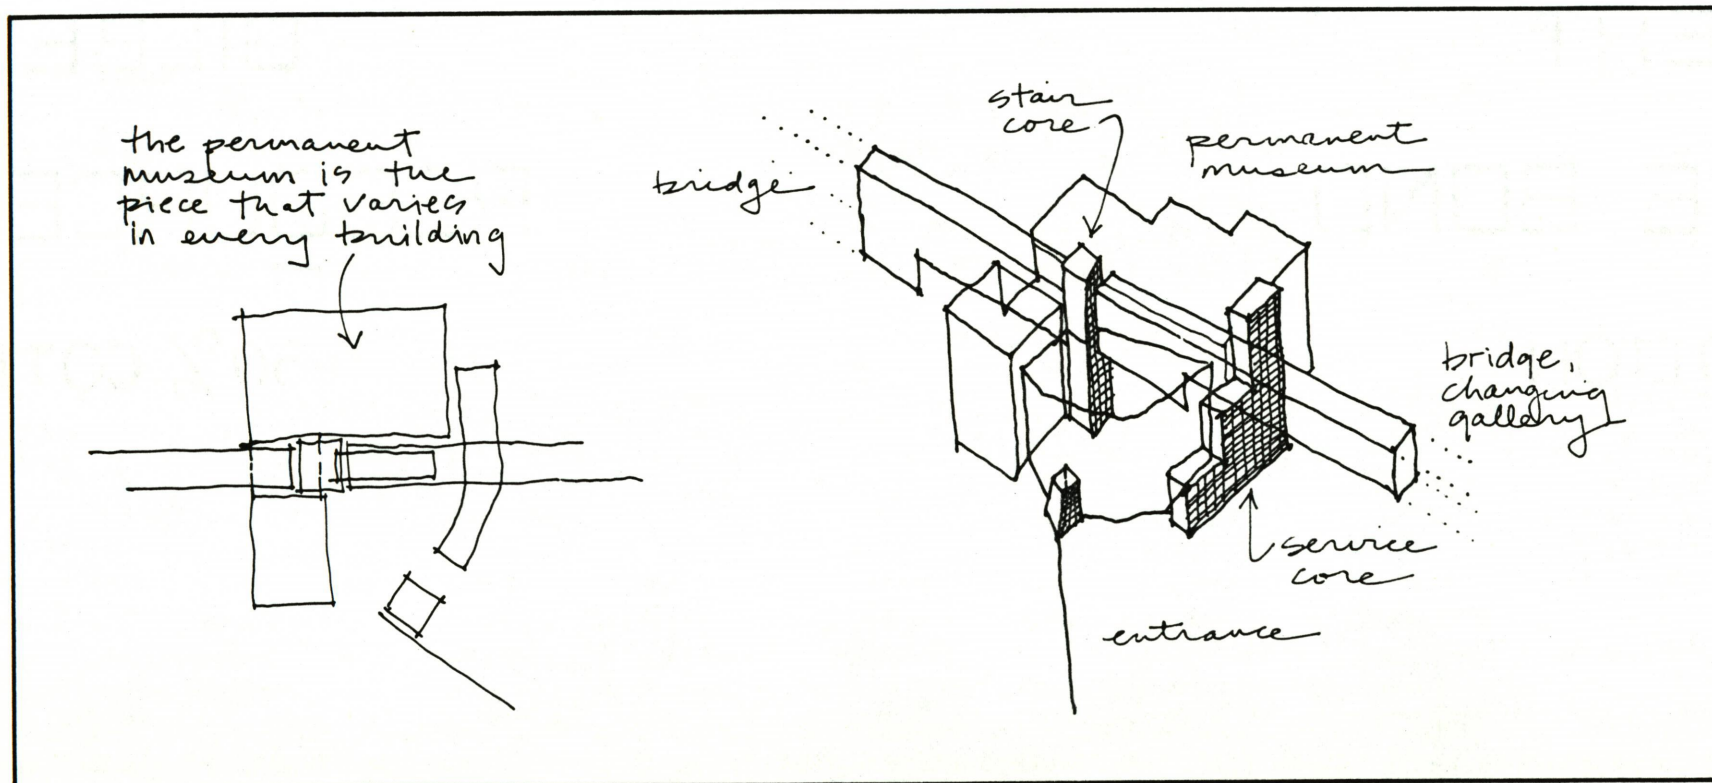 the permanent
museum is the
piece that varies
in every building
stair
core
permanent
museum
bridge
bridge,
changing
gallery
service
core
entrance